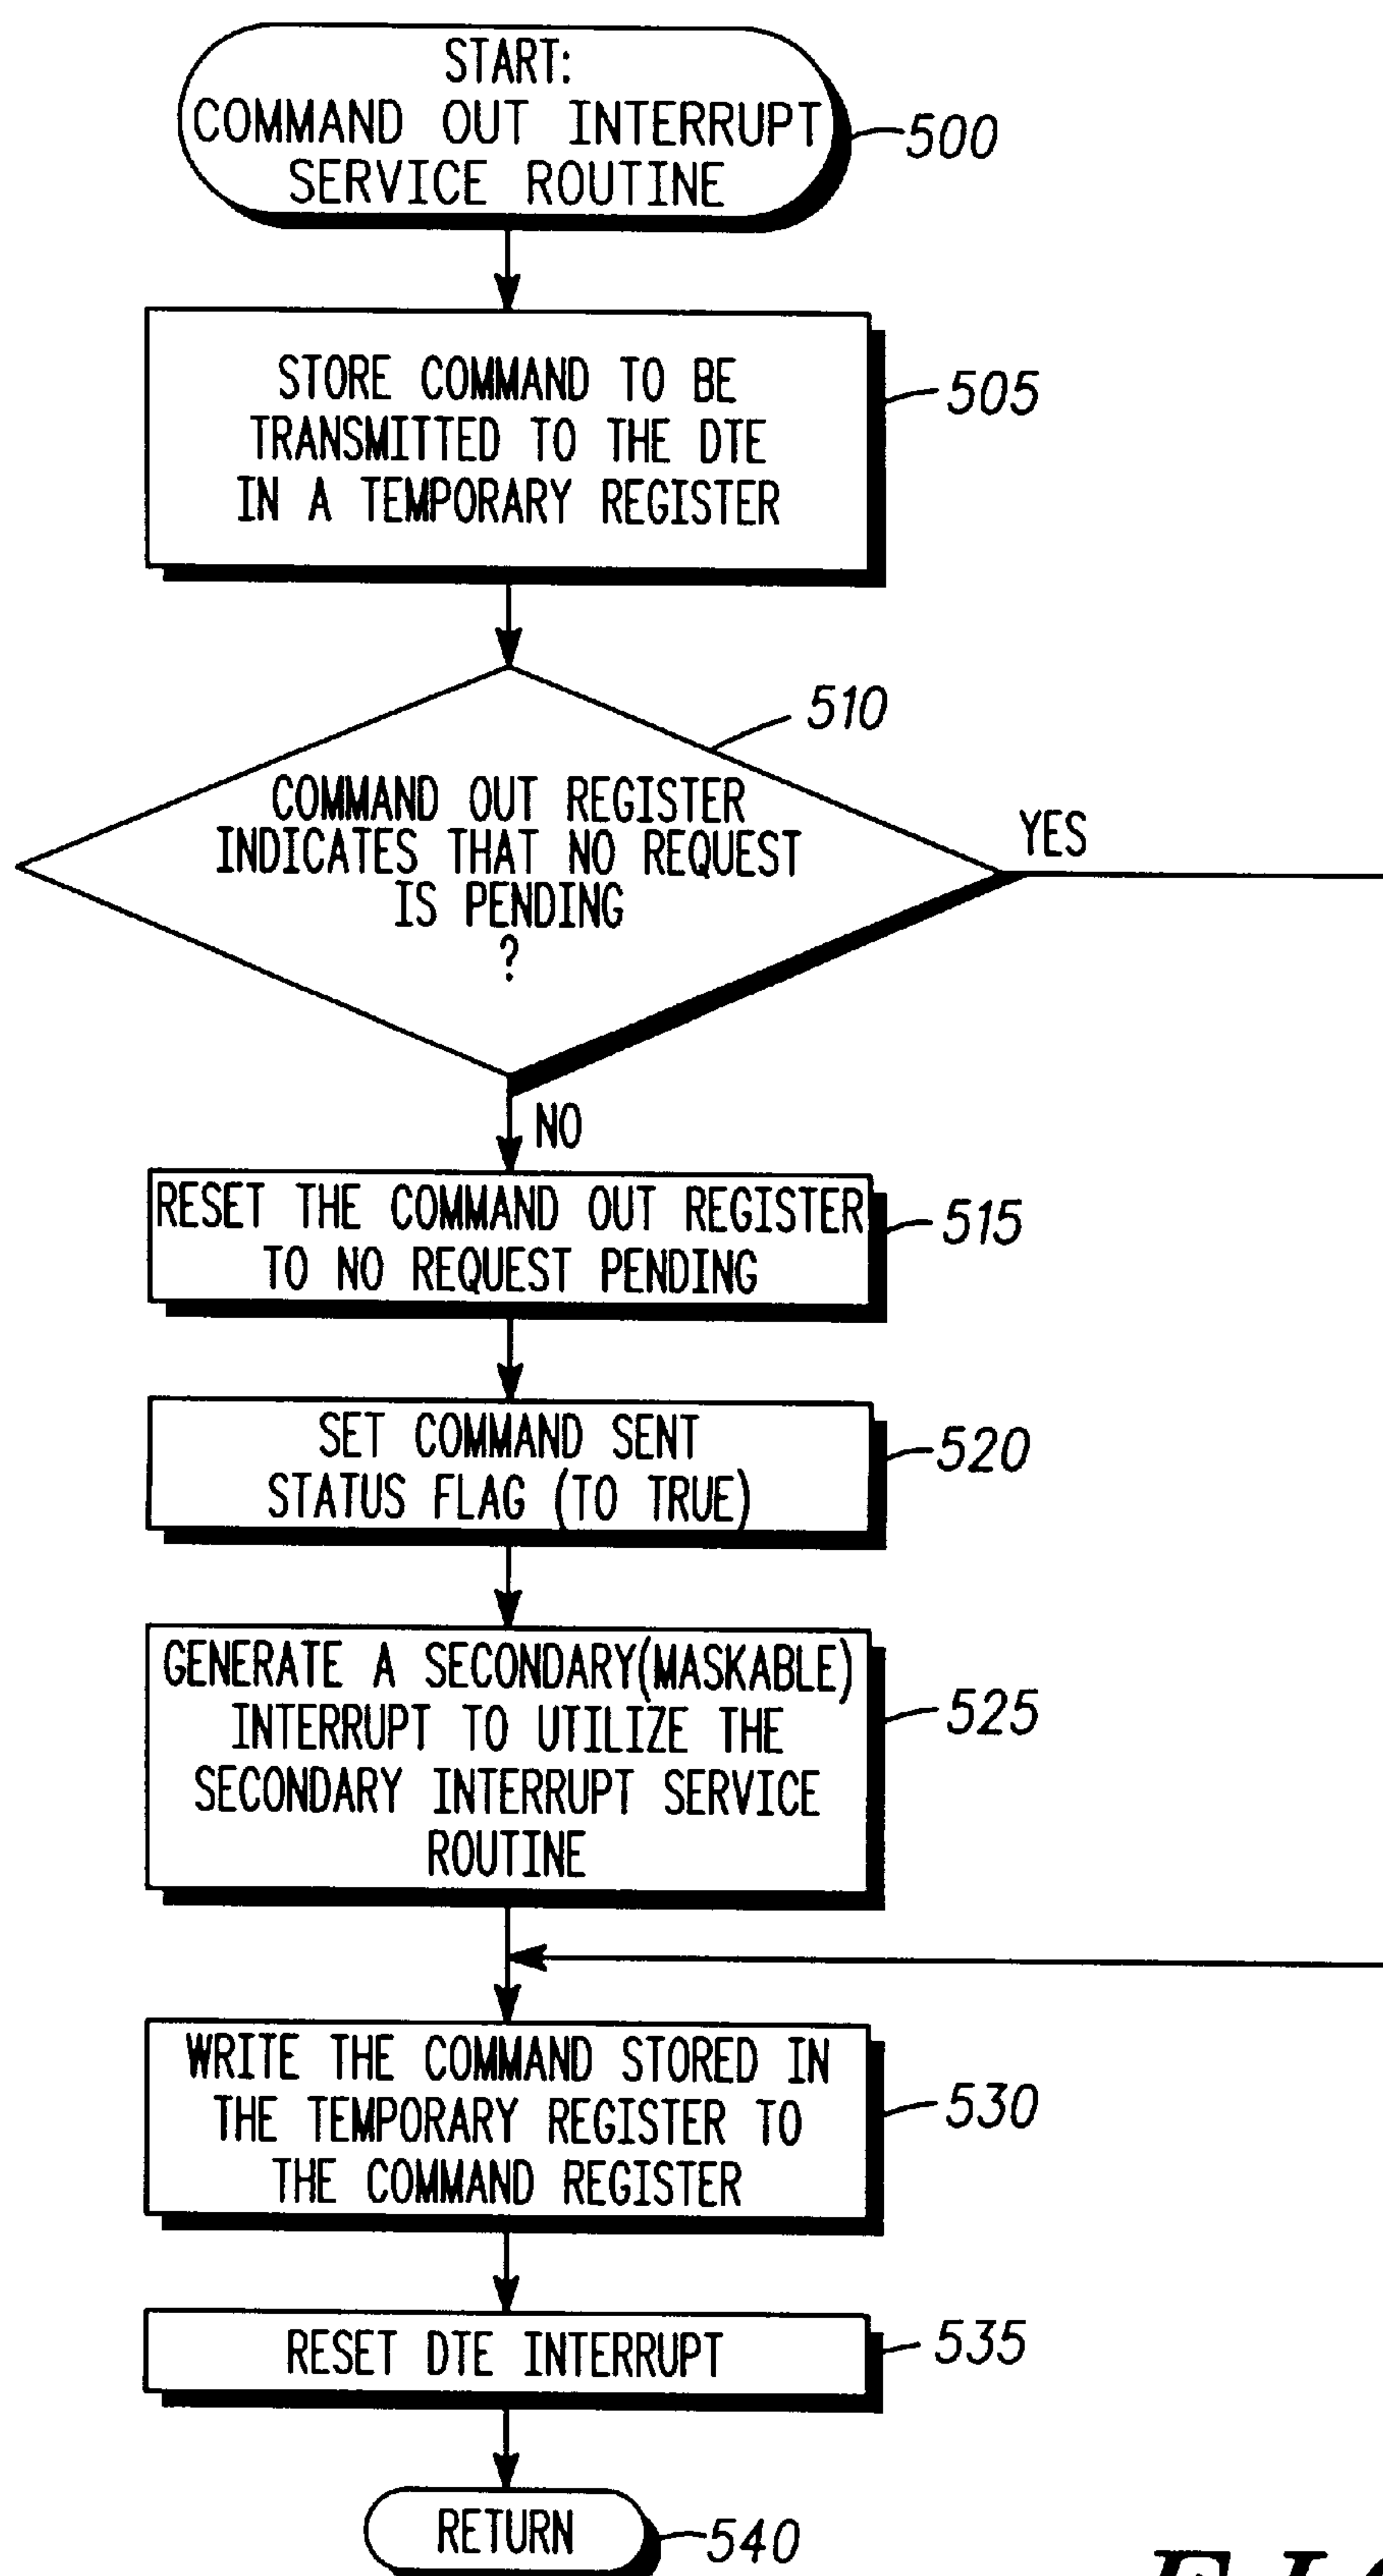 START:
COMMAND OUT INTERRUPT
SERVICE ROUTINE
500
STORE COMMAND TO BE
TRANSMITTED TO THE DTE
IN A TEMPORARY REGISTER
505
510
COMMAND OUT REGISTER
INDICATES THAT NO REQUEST
IS PENDING
?
YES
NO
RESET THE COMMAND OUT REGISTER
TO NO REQUEST PENDING
515
SET COMMAND SENT
STATUS FLAG (TO TRUE)
520
GENERATE A SECONDARY(MASKABLE)
INTERRUPT TO UTILIZE THE
SECONDARY INTERRUPT SERVICE
ROUTINE
525
WRITE THE COMMAND STORED IN
THE TEMPORARY REGISTER TO
THE COMMAND REGISTER
530
RESET DTE INTERRUPT
535
RETURN
540